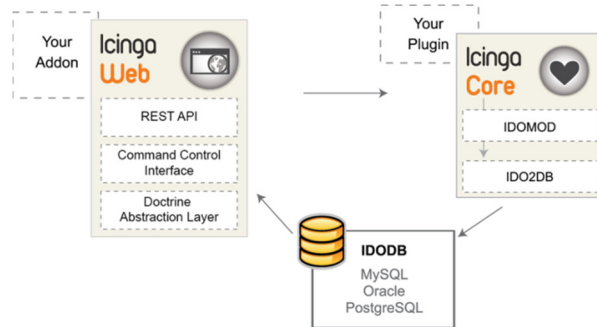 Your
Addon
Icinga
Web
REST API
Command Control
Interface
Doctrine
Abstraction Layer
Your
Plugin
Icinga
Core
IDOMOD
IDO2DB
IDODB
MySQL
Oracle
PostgreSQL